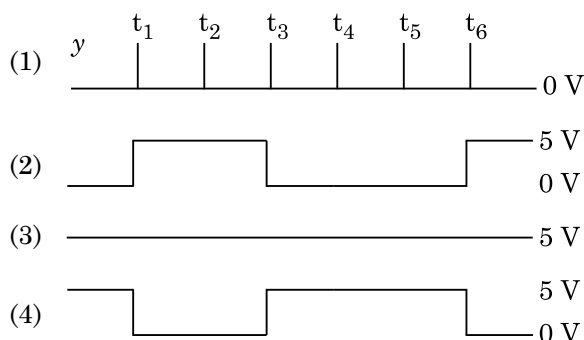 y t₁ t₂ t₃ t₄ t₅ t₆
(1) 0 V
(2) 5 V
0 V
(3) 5 V
(4) 5 V
0 V